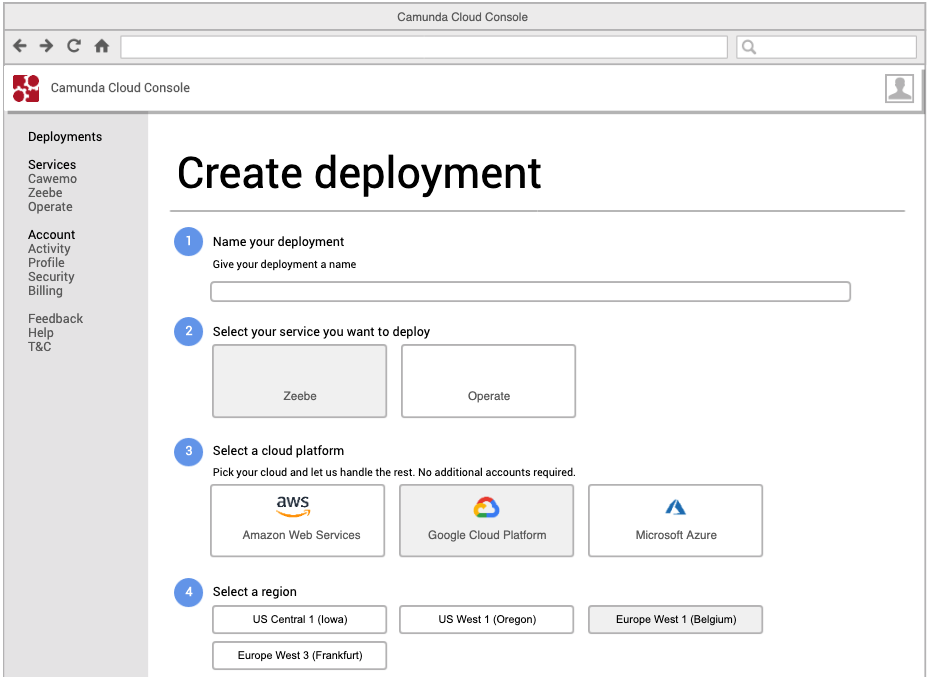 Camunda Cloud Console
Camunda Cloud Console
Deployments
Services
Cawemo
Zeebe
Operate
Account
Activity
Profile
Security
Billing
Feedback
Help
T&C
Create deployment
1 Name your deployment
Give your deployment a name
2 Select your service you want to deploy
Zeebe Operate
3 Select a cloud platform
Pick your cloud and let us handle the rest. No additional accounts required.
aws
Amazon Web Services Google Cloud Platform Microsoft Azure
4 Select a region
US Central 1 (Iowa) US West 1 (Oregon) Europe West 1 (Belgium)
Europe West 3 (Frankfurt)